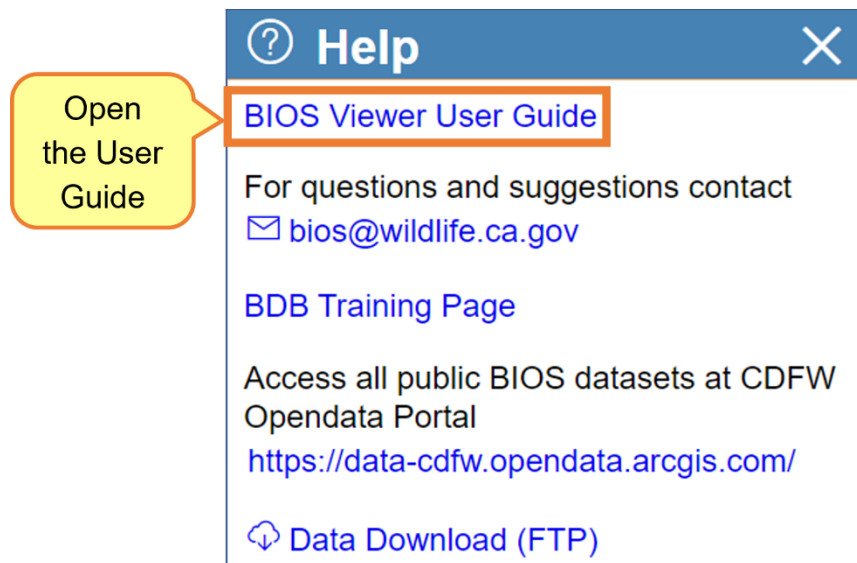 Help
Open
the User
Guide
BIOS Viewer User Guide
For questions and suggestions contact
bios@wildlife.ca.gov
BDB Training Page
Access all public BIOS datasets at CDFW
Opendata Portal
https://data-cdfw.opendata.arcgis.com/
Data Download (FTP)